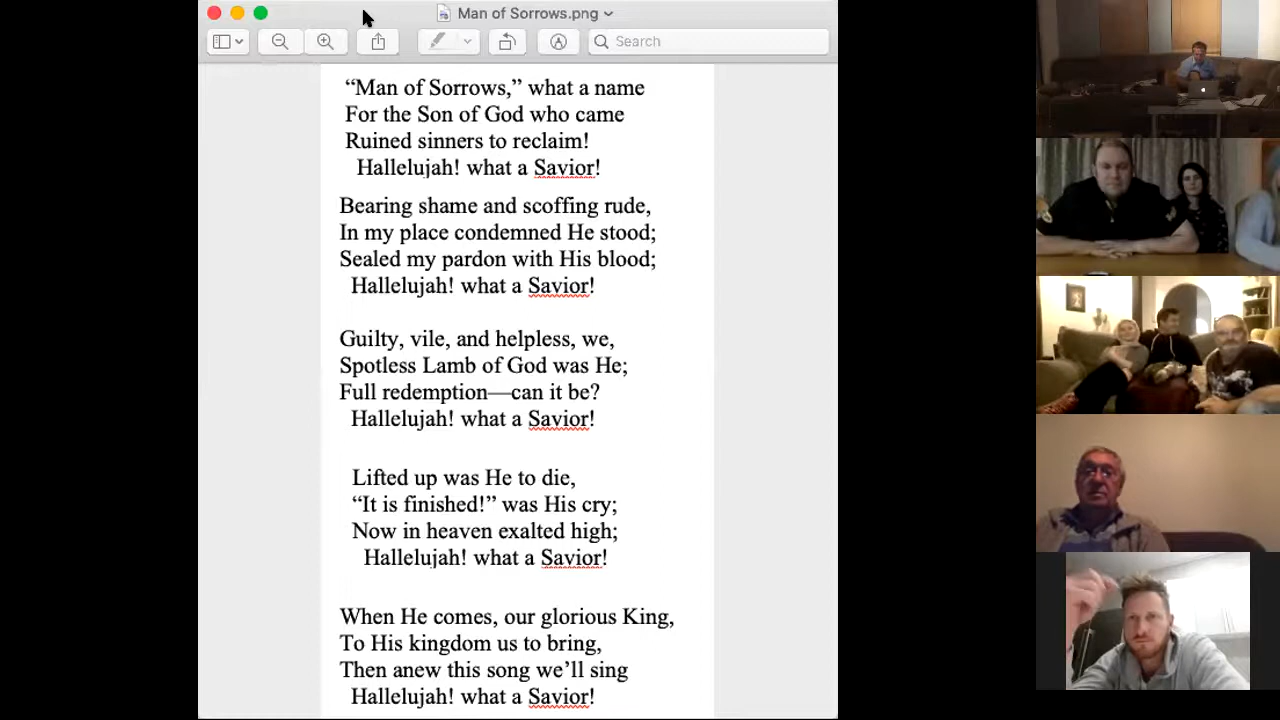 Man of Sorrows.png
Search
“Man of Sorrows,” what a name
For the Son of God who came
Ruined sinners to reclaim!
Hallelujah! what a Savior!
Bearing shame and scoffing rude,
In my place condemned He stood;
Sealed my pardon with His blood;
Hallelujah! what a Savior!
Guilty, vile, and helpless, we,
Spotless Lamb of God was He;
Full redemption—can it be?
Hallelujah! what a Savior!
Lifted up was He to die,
“It is finished!” was His cry;
Now in heaven exalted high;
Hallelujah! what a Savior!
When He comes, our glorious King,
To His kingdom us to bring,
Then anew this song we’ll sing
Hallelujah! what a Savior!